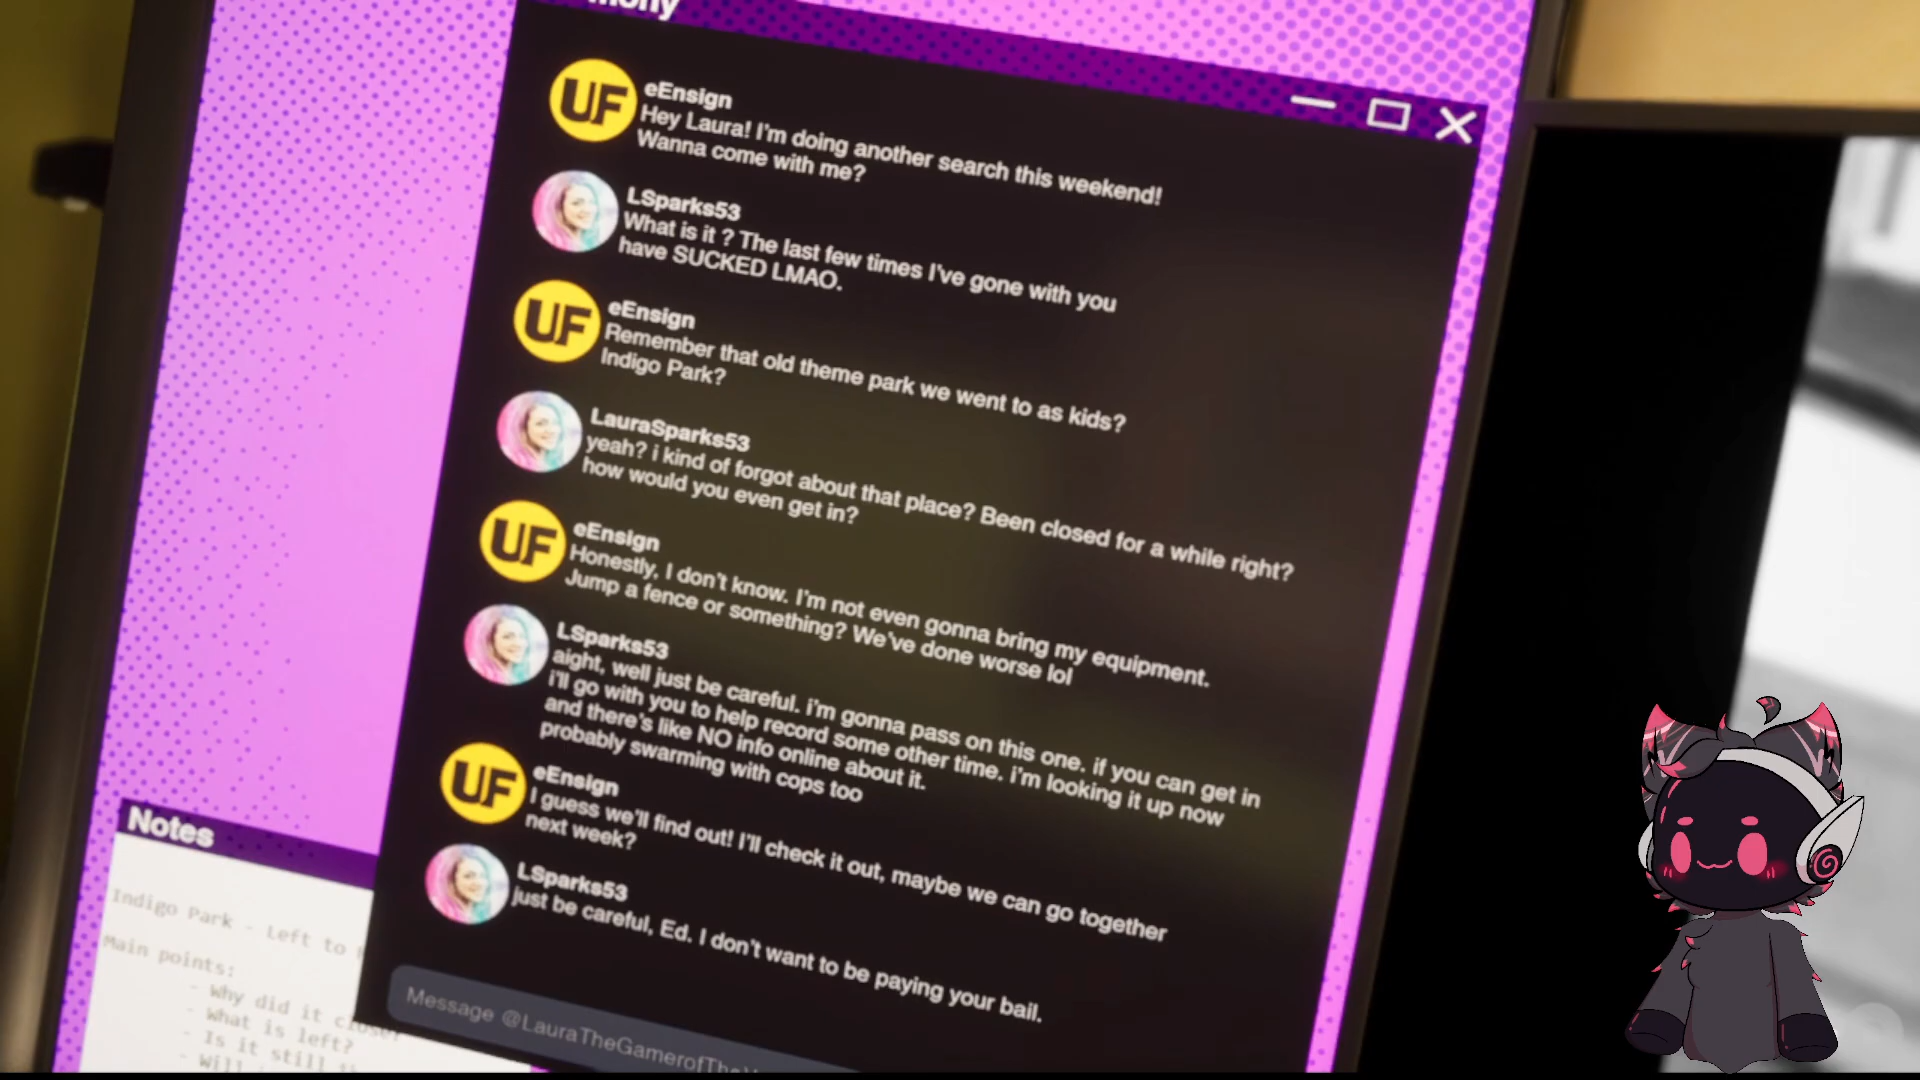 UF
eEnsign
Hey Laura! I'm doing another search this weekend!
Wanna come with me?
LSparks53
What is it ? The last few times I've gone with you
have SUCKED LMAO.
UF
eEnsign
Remember that old theme park we went to as kids?
Indigo Park?
LauraSparks53
yeah? i kind of forgot about that place? Been closed for a while right?
how would you even get in?
UF
eEnsign
Honestly, I don't know. I'm not even gonna bring my equipment.
Jump a fence or something? We've done worse lol
LSparks53
aight, well just be careful. i'm gonna pass on this one. if you can get in
i'll go with you to help record some other time. i'm looking it up now
and there's like NO info online about it.
probably swarming with cops too
UF
eEnsign
I guess we'll find out! I'll check it out, maybe we can go together
next week?
LSparks53
just be careful, Ed. I don't want to be paying your bail.
Message @LauraTheGamerofThe
Notes
Indigo Park - Left to
Main points:
- Why did it close?
- What is left?
- Is it still
- Will